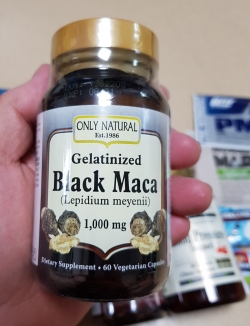 ONLY NATURAL
Est.1986
Gelatinized
Black Maca
(Lepidium meyenii)
1,000 mg
Dietary Supplement • 60 Vegetarian Capsules